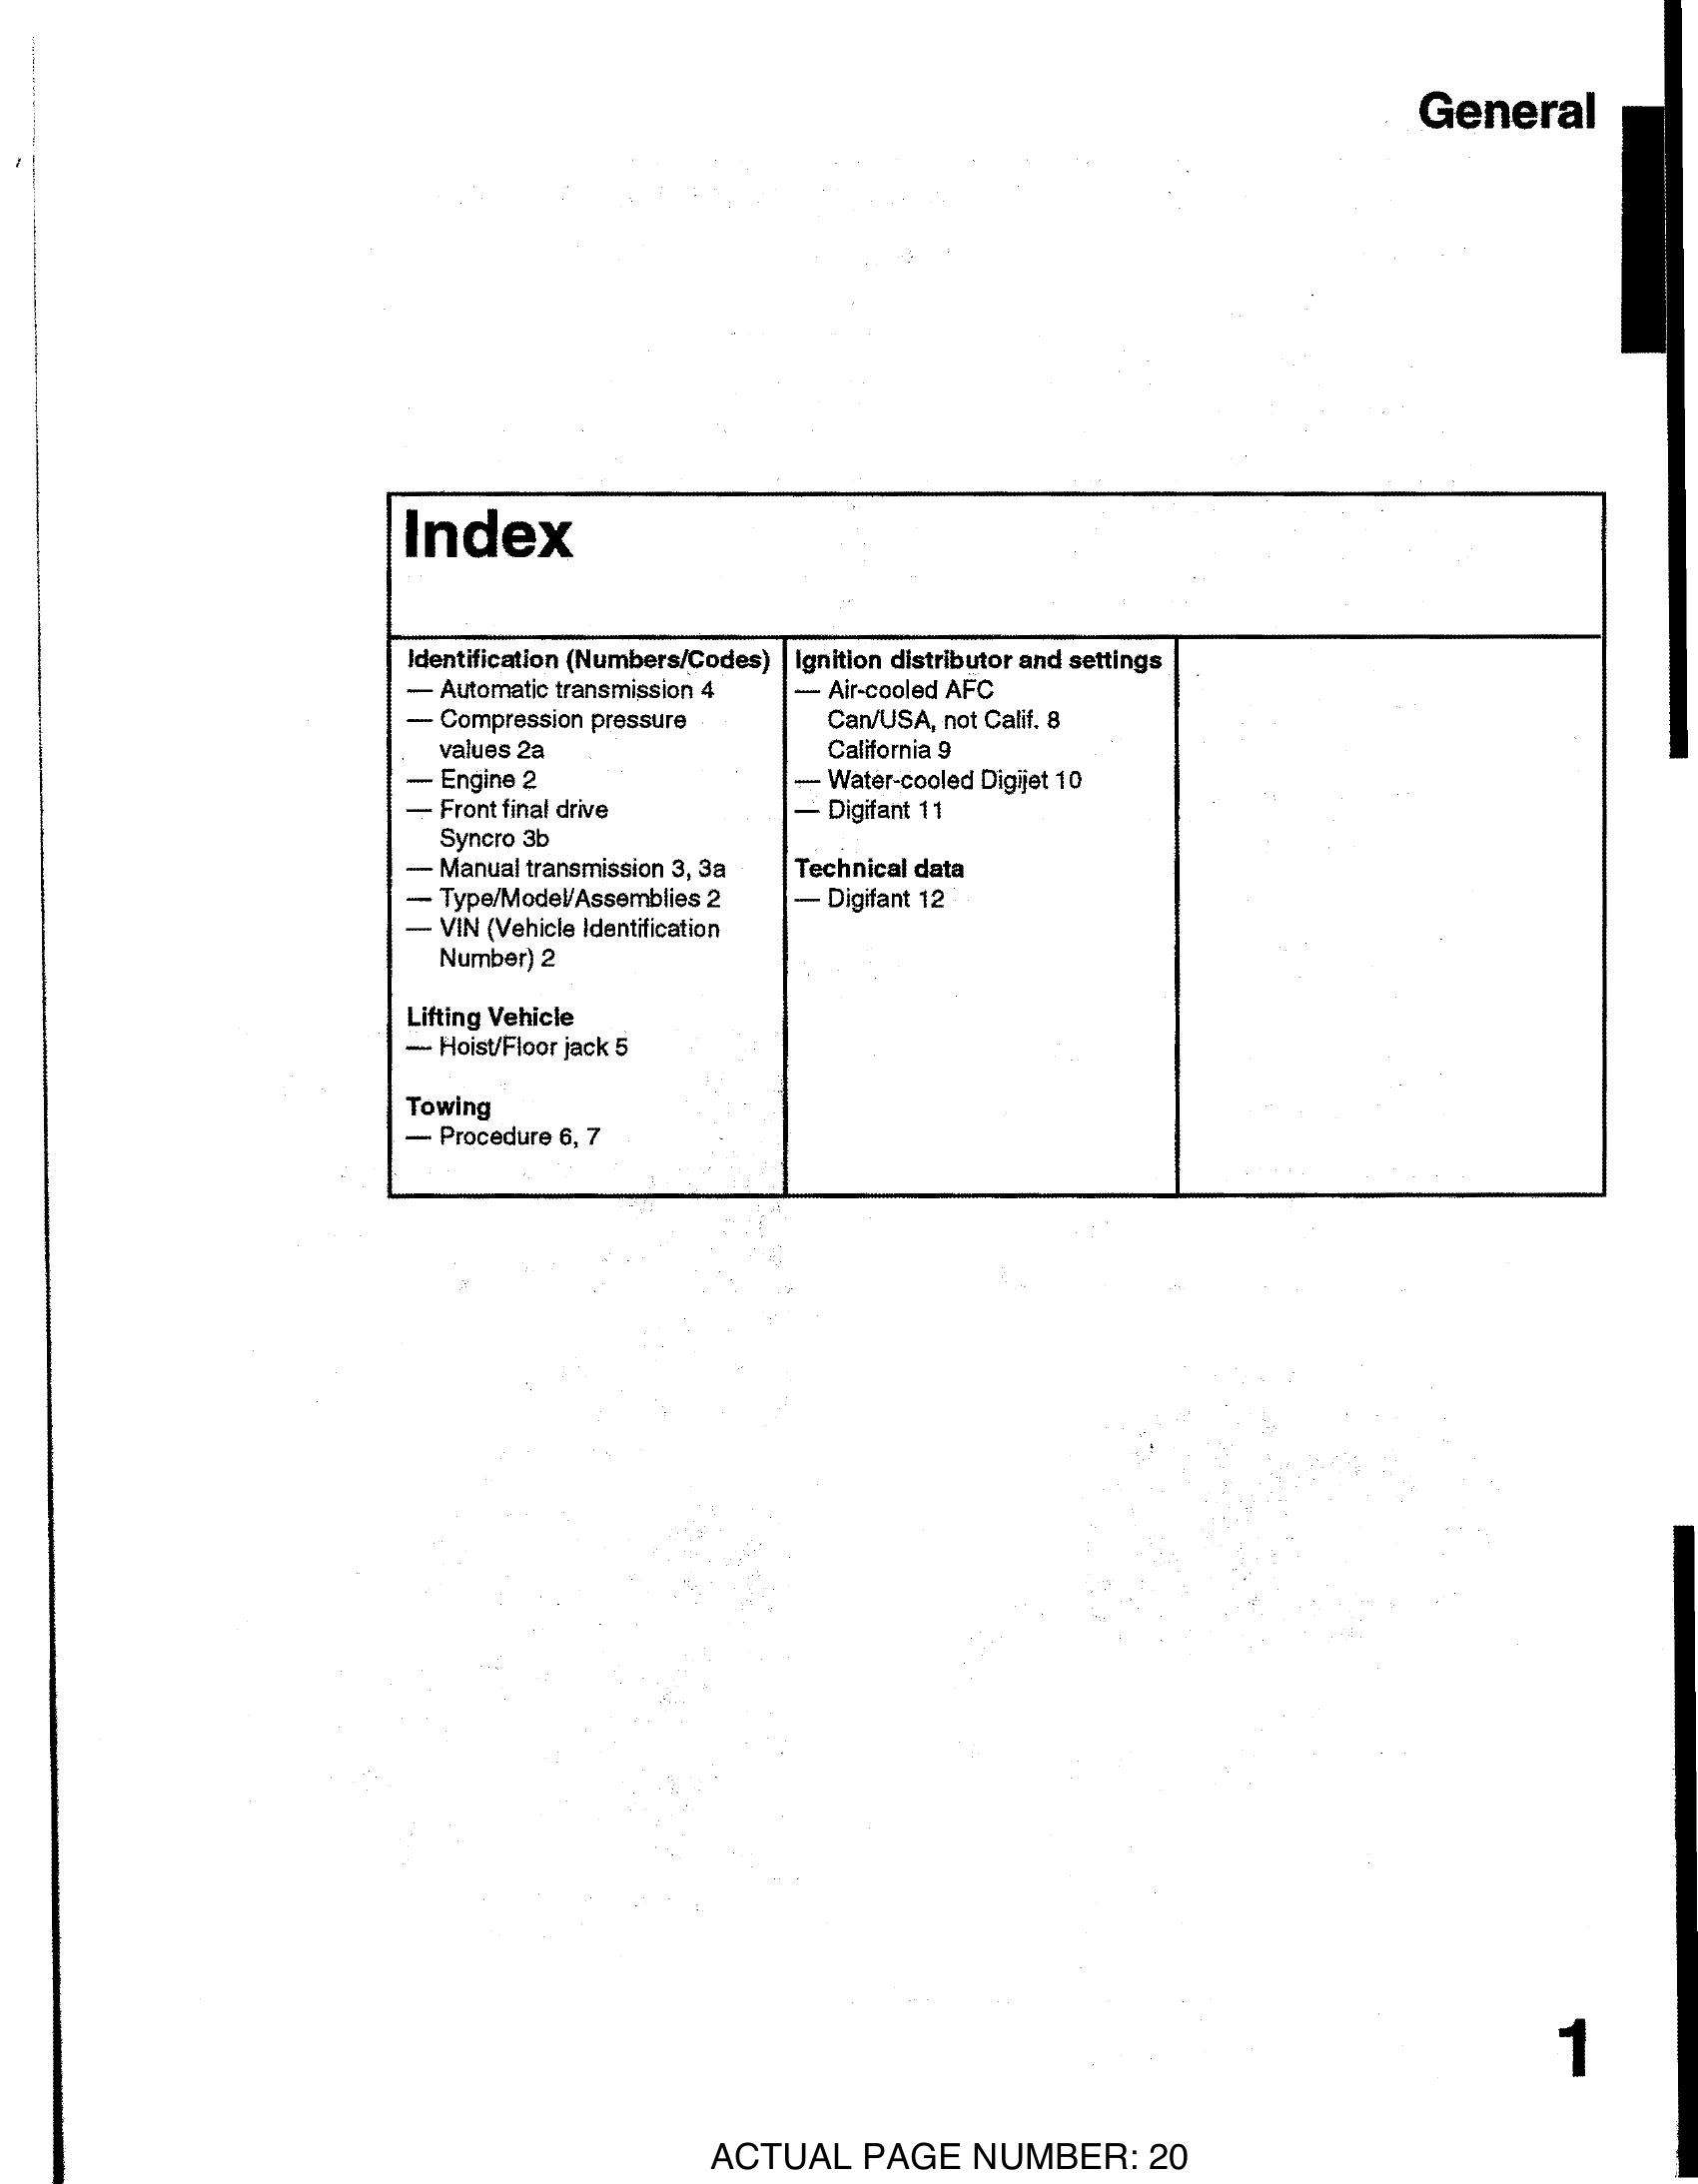 General
Index
Identification (Numbers/Codes)
— Automatic transmission 4
— Compression pressure
values 2a
— Engine 2
— Front final drive
Syncro 3b
— Manual transmission 3, 3a
— Type/Model/Assemblies 2
— VIN (Vehicle Identification
Number) 2
Lifting Vehicle
— Hoist/Floor jack 5
Towing
— Procedure 6, 7
Ignition distributor and settings
— Air-cooled AFC
Can/USA, not Calif. 8
California 9
— Water-cooled Digijet 10
— Digifant 11
Technical data
— Digifant 12
1
ACTUAL PAGE NUMBER: 20